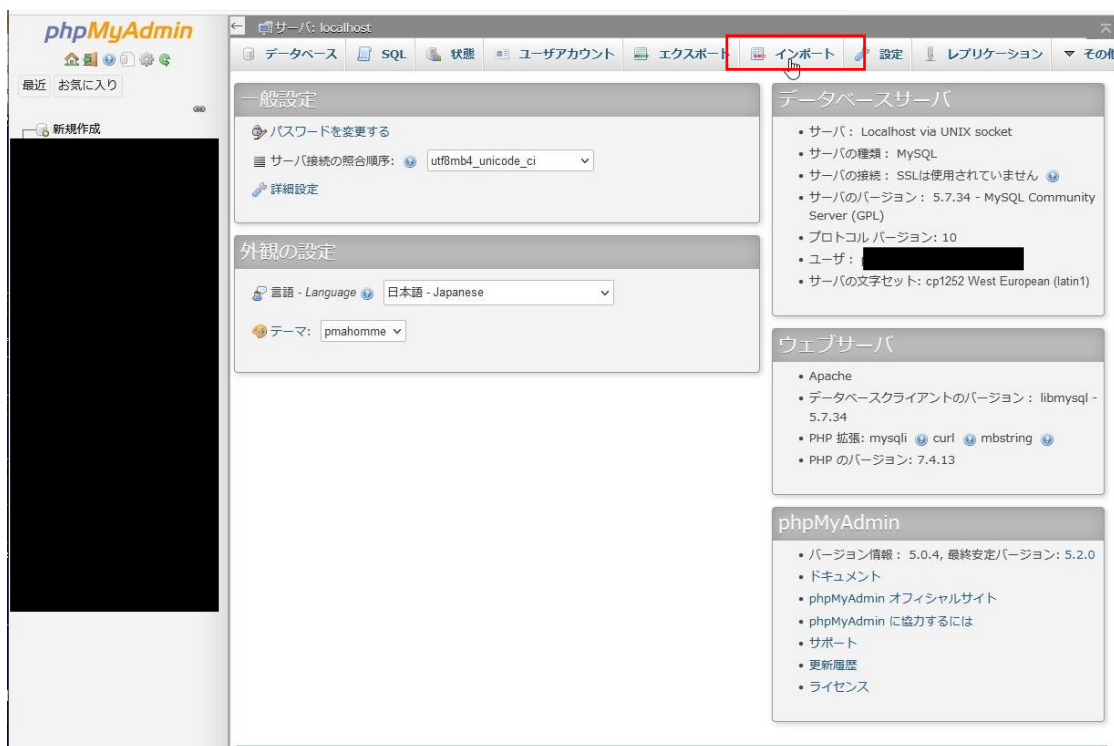 phpMyAdmin
最近 お気に入り
新規作成
サーバ: localhost
データベース SQL 状態 ユーザアカウント エクスポート インポート 設定 レプリケーション その他
一般設定
パスワードを変更する
サーバ接続の照合順序: utf8mb4_unicode_ci
詳細設定
外観の設定
言語 - Language 日本語 - Japanese
テーマ: pmahomme
データベースサーバ
• サーバ： Localhost via UNIX socket
• サーバの種類： MySQL
• サーバの接続： SSLは使用されていません
• サーバのバージョン： 5.7.34 - MySQL Community
Server (GPL)
• プロトコル バージョン: 10
• ユーザ：
• サーバの文字セット: cp1252 West European (latin1)
ウェブサーバ
• Apache
• データベースクライアントのバージョン： libmysql -
5.7.34
• PHP 拡張: mysqli curl mbstring
• PHP のバージョン: 7.4.13
phpMyAdmin
• バージョン情報： 5.0.4, 最終安定バージョン: 5.2.0
• ドキュメント
• phpMyAdmin オフィシャルサイト
• phpMyAdmin に協力するには
• サポート
• 更新履歴
• ライセンス